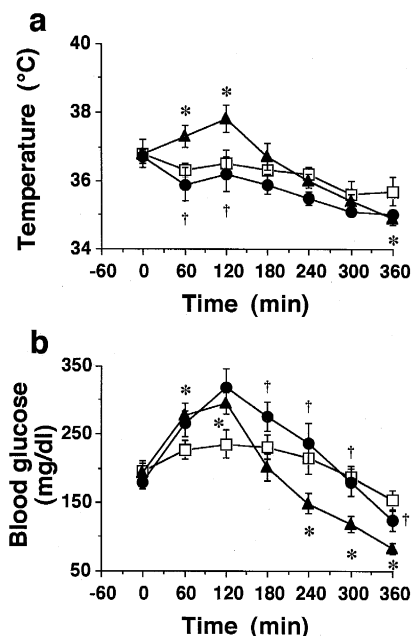 a
Temperature (°C)
40
38
36
34
*
*
†
†
*
-60 0 60 120 180 240 300 360
Time (min)
b
Blood glucose
(mg/dl)
350
250
150
50
*
*
†
†
†
†
*
*
*
-60 0 60 120 180 240 300 360
Time (min)